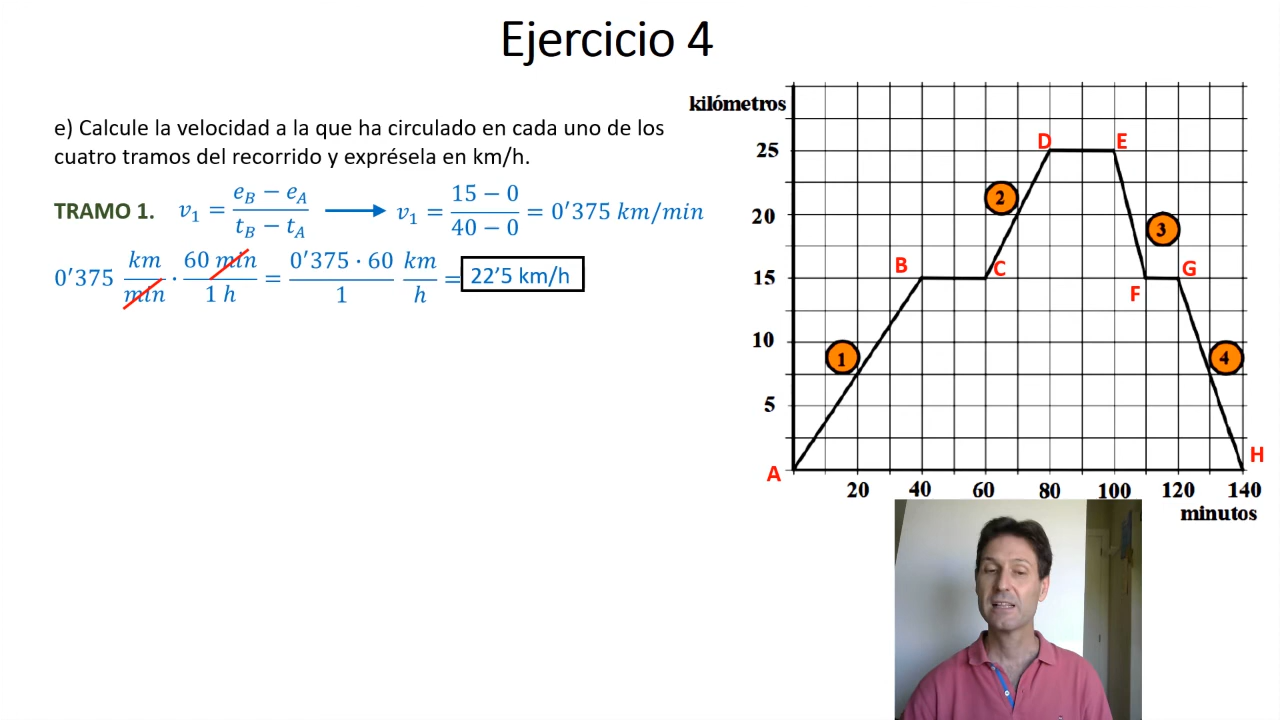 Ejercicio 4
e) Calcule la velocidad a la que ha circulado en cada uno de los
cuatro tramos del recorrido y exprésela en km/h.
TRAMO 1. v₁ = (e_B − e_A)/(t_B − t_A) → v₁ = (15 − 0)/(40 − 0) = 0'375 km/min
0'375 km/min · 60 min/1 h = (0'375 · 60)/1 km/h = 22'5 km/h
kilómetros
25
20
15
10
5
20 40 60 80 100 120 140
minutos
A
B
C
D
E
F
G
H
1
2
3
4